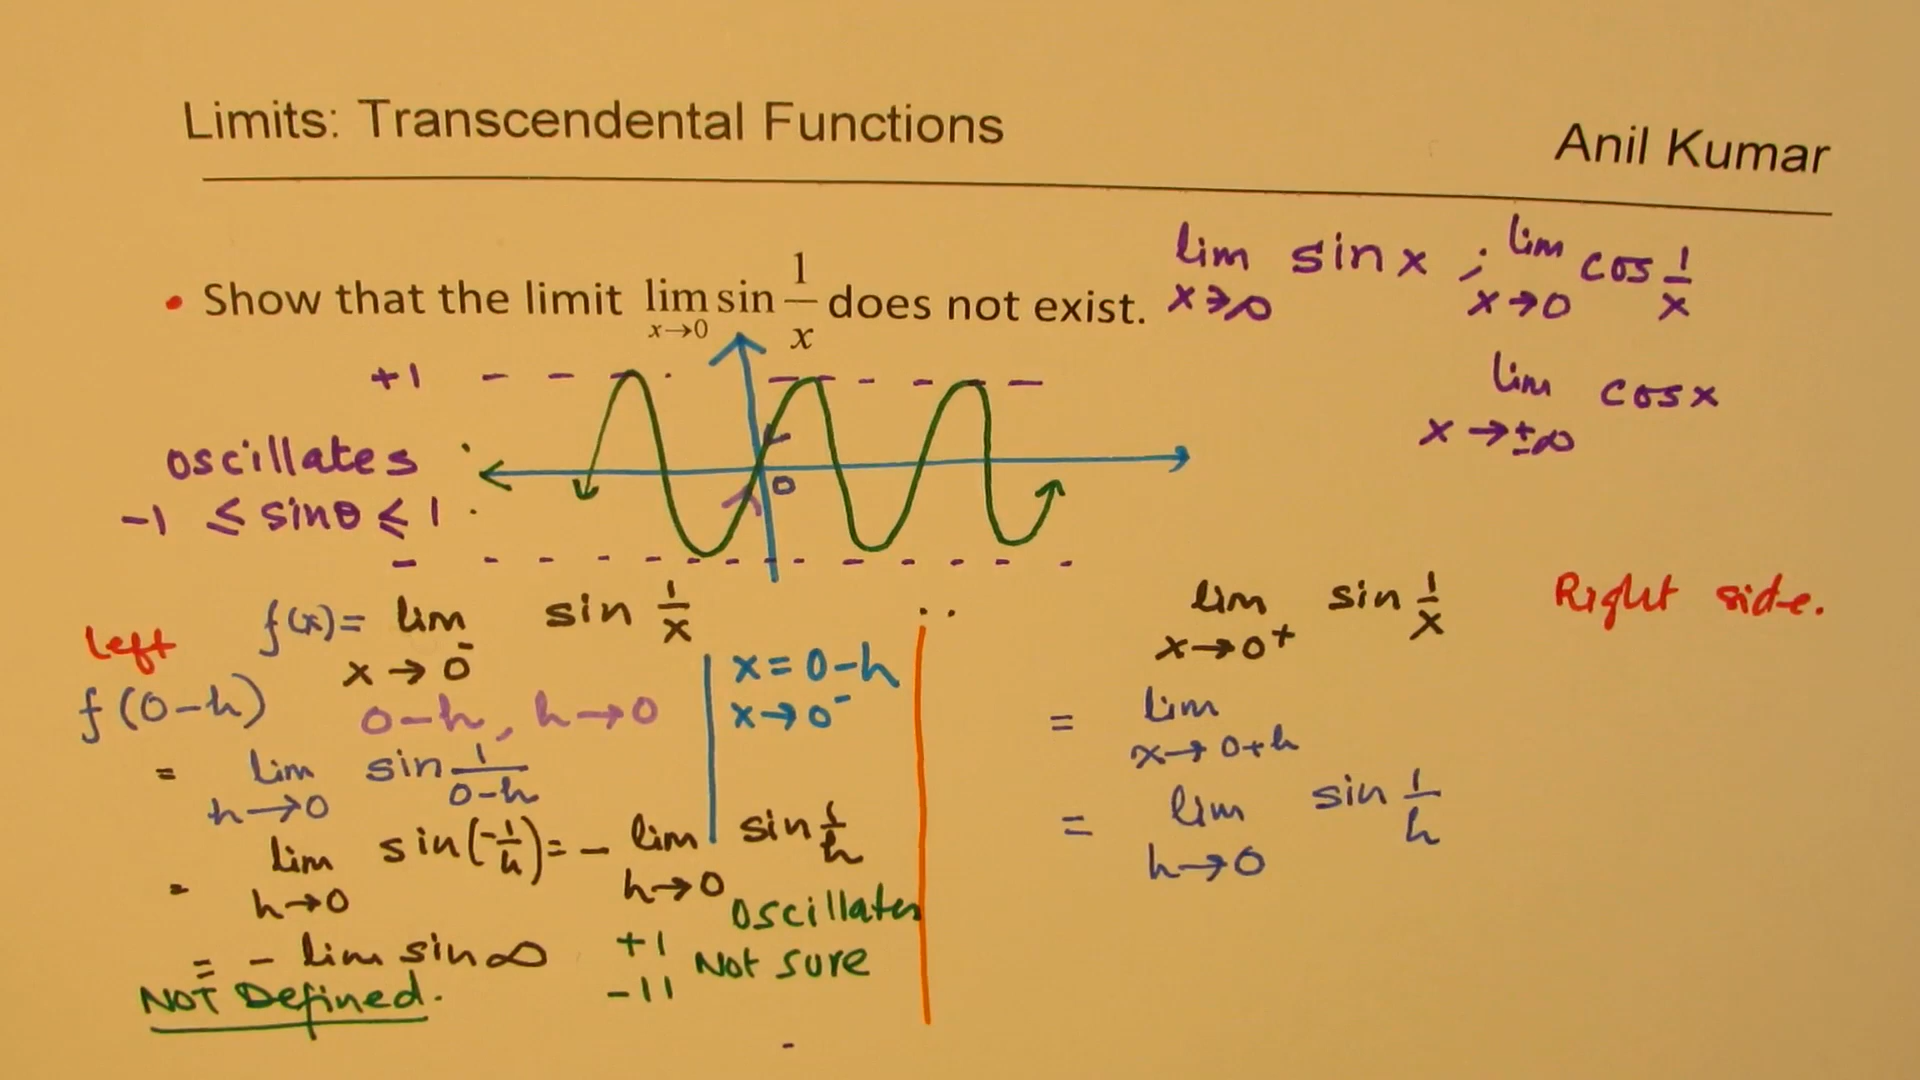 Limits: Transcendental Functions
Anil Kumar
• Show that the limit lim x→0 sin 1/x does not exist.
lim x→∞ sin x ; lim x→0 cos 1/x
lim x→±∞ cos x
+1
oscillates
-1 ≤ sinθ ≤ 1
0
left
f(x) = lim x→0⁻ sin 1/x
f(0-h) 0-h, h→0
x = 0-h
x→0⁻
= lim h→0 sin 1/(0-h)
= lim h→0 sin(-1/h) = - lim h→0 sin 1/h
oscillates
= - lim sin ∞
+1
-11
Not sure
NOT Defined.
lim x→0⁺ sin 1/x
Right side.
= lim x→0+h
= lim h→0 sin 1/h